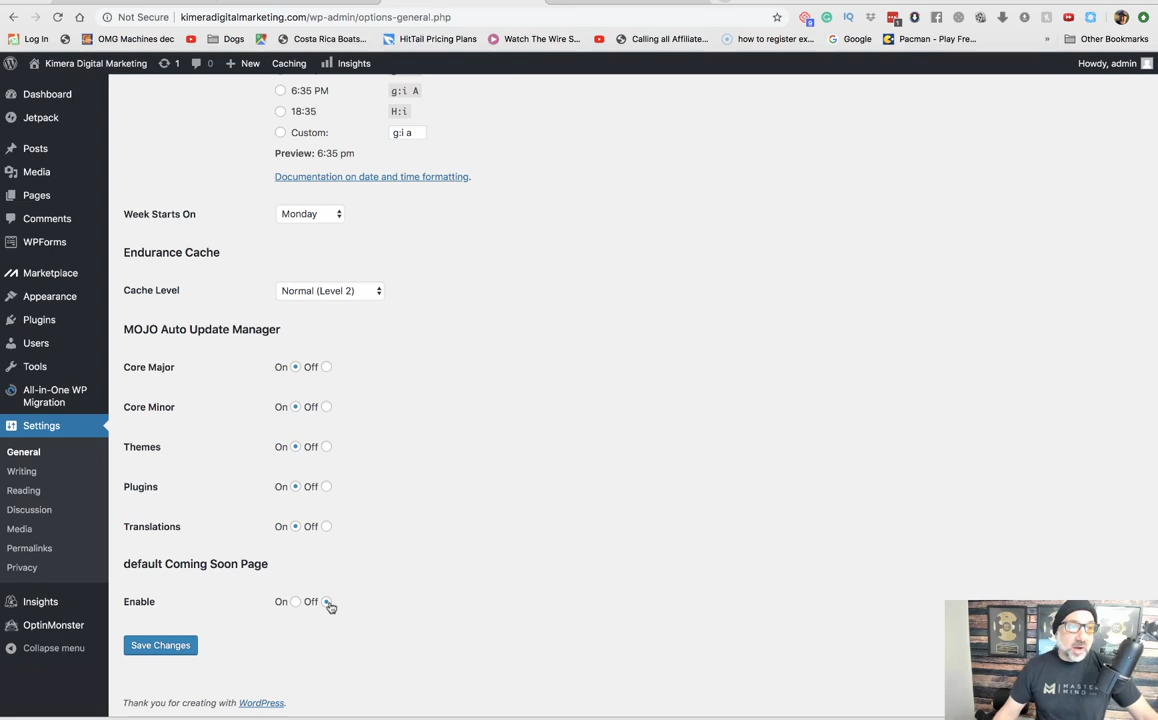 Not Secure | kimeradigitalmarketing.com/wp-admin/options-general.php
Log In OMG Machines dec Dogs Costa Rica Boats... HitTail Pricing Plans Watch The Wire S... Calling all Affiliate... how to register ex... Google Pacman - Play Fre... » Other Bookmarks
Kimera Digital Marketing 1 0 + New Caching Insights Howdy, admin
Dashboard
Jetpack
Posts
Media
Pages
Comments
WPForms
Marketplace
Appearance
Plugins
Users
Tools
All-in-One WP
Migration
Settings
General
Writing
Reading
Discussion
Media
Permalinks
Privacy
Insights
OptinMonster
Collapse menu
6:35 PM g:i A
18:35 H:i
Custom: g:i a
Preview: 6:35 pm
Documentation on date and time formatting.
Week Starts On Monday
Endurance Cache
Cache Level Normal (Level 2)
MOJO Auto Update Manager
Core Major On Off
Core Minor On Off
Themes On Off
Plugins On Off
Translations On Off
default Coming Soon Page
Enable On Off
Save Changes
Thank you for creating with WordPress.
MASTER
MIND